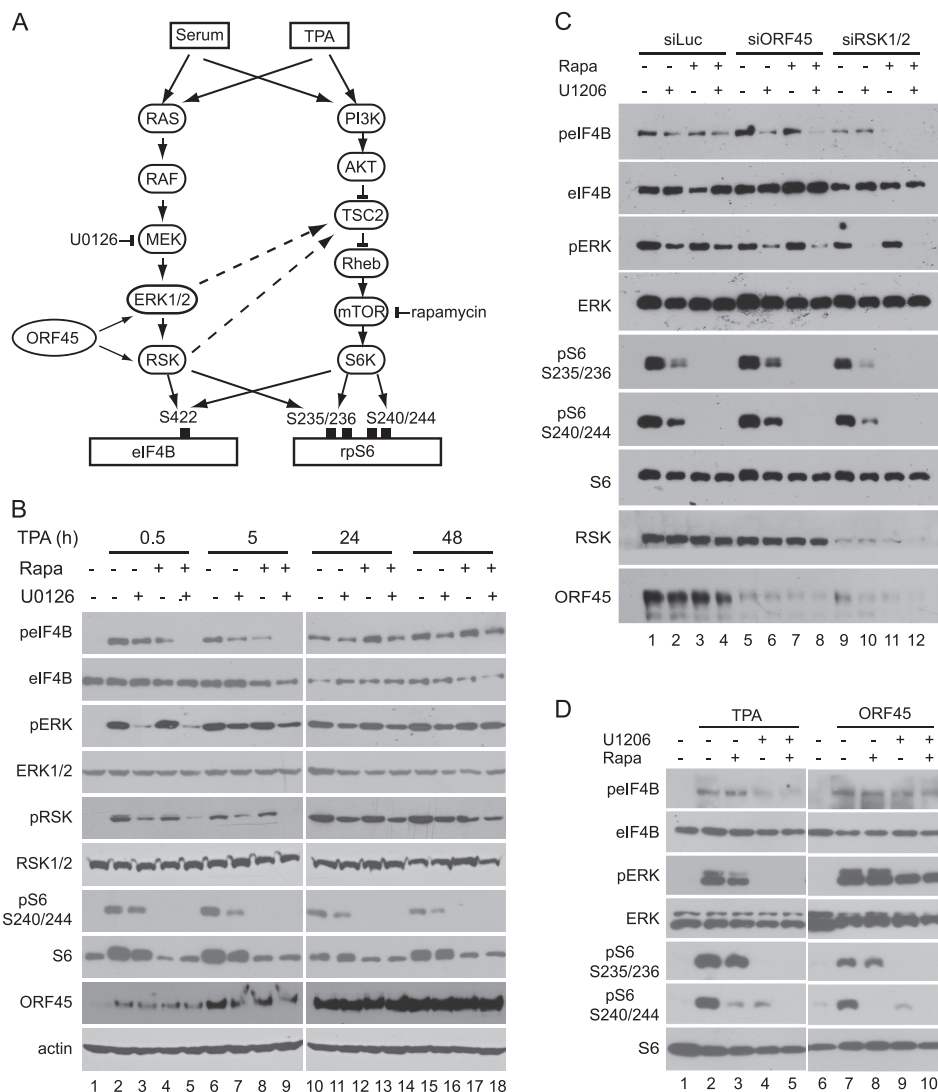 A
Serum TPA
RAS PI3K
RAF AKT
U0126 MEK TSC2
Rheb
ERK1/2 mTOR rapamycin
ORF45
RSK S6K
S422 S235/236 S240/244
eIF4B rpS6
B
TPA (h) 0.5 5 24 48
Rapa - - - + + - - + + - - + + - - + +
U0126 - - + - .- + - + - + - + - + - + - + - +
peIF4B
eIF4B
pERK
ERK1/2
pRSK
RSK1/2
pS6
S240/244
S6
ORF45
actin
1 2 3 4 5 6 7 8 9 10 11 12 13 14 15 16 17 18
C
siLuc siORF45 siRSK1/2
Rapa - - + + - - + + - - + +
U1206 - + - + - + - + - + - +
peIF4B
eIF4B
pERK
ERK
pS6
S235/236
pS6
S240/244
S6
RSK
ORF45
1 2 3 4 5 6 7 8 9 10 11 12
D
TPA ORF45
U1206 - - - + + - - - + +
Rapa - - + - + - - + - +
peIF4B
eIF4B
pERK
ERK
pS6
S235/236
pS6
S240/244
S6
1 2 3 4 5 6 7 8 9 10